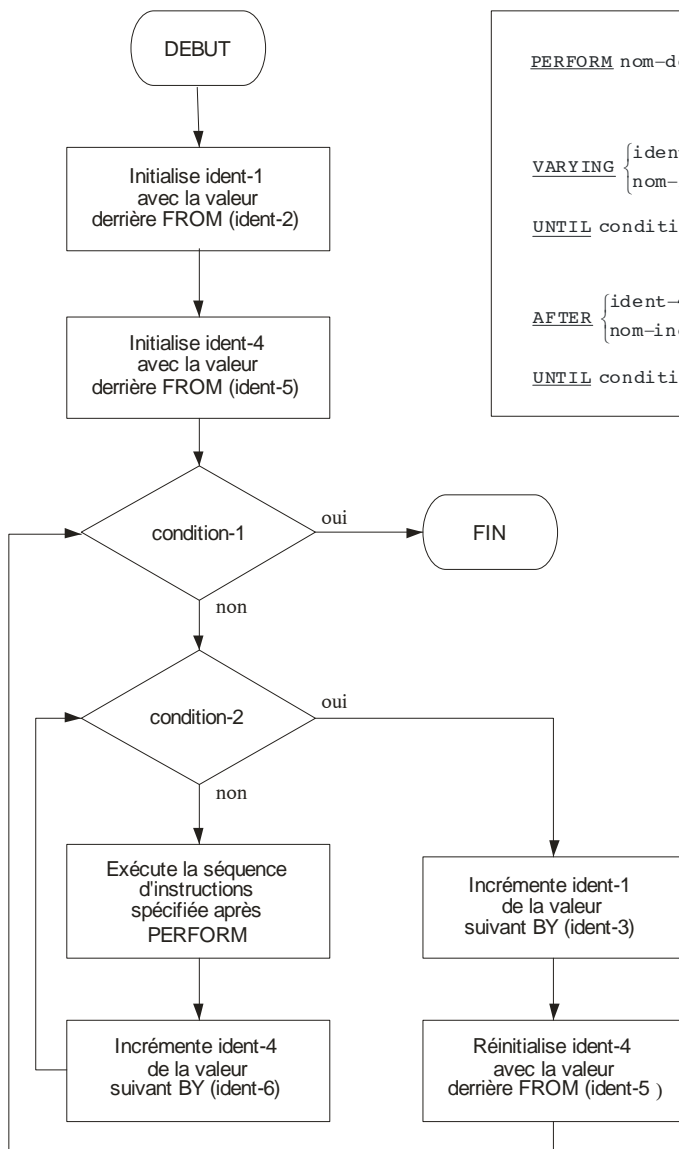 DEBUT
Initialise ident-1
avec la valeur
derrière FROM (ident-2)
Initialise ident-4
avec la valeur
derrière FROM (ident-5)
condition-1
oui
FIN
non
condition-2
oui
non
Exécute la séquence
d'instructions
spécifiée après
PERFORM
Incrémente ident-1
de la valeur
suivant BY (ident-3)
Incrémente ident-4
de la valeur
suivant BY (ident-6)
Réinitialise ident-4
avec la valeur
derrière FROM (ident-5 )
PERFORM
VARYING
UNTIL
AFTER
UNTIL